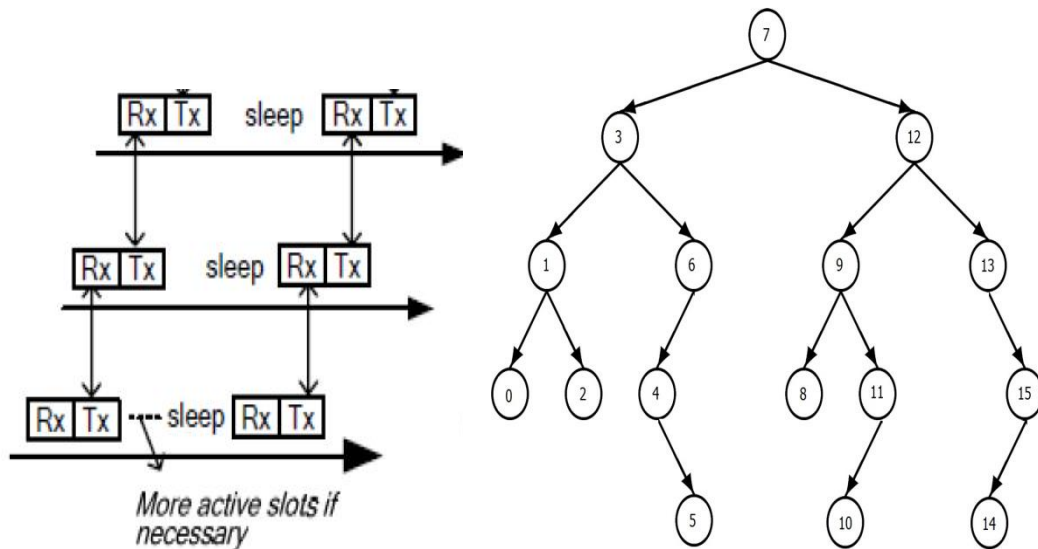 Rx Tx sleep Rx Tx
Rx Tx sleep Rx Tx
Rx Tx sleep Rx Tx
More active slots if
necessary
7
3 12
1 6 9 13
0 2 4 8 11 15
5 10 14